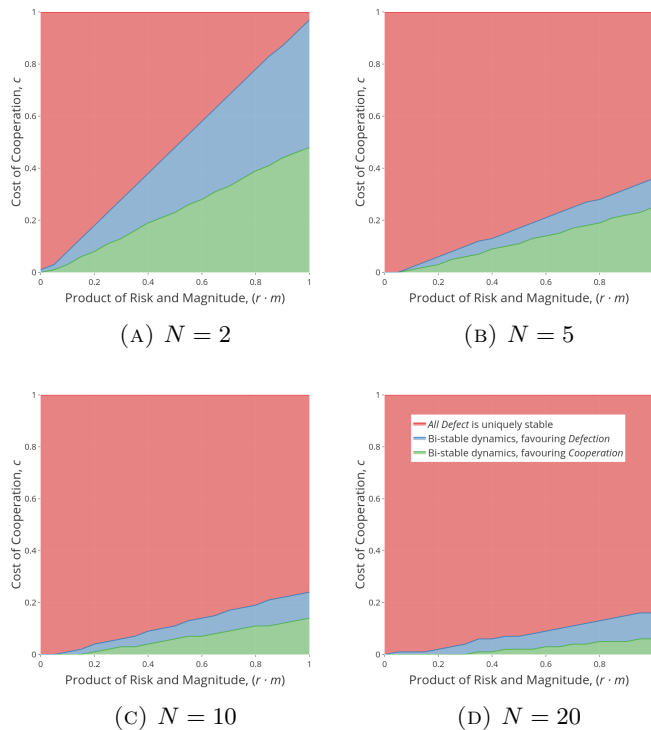 1
0.8
0.6
0.4
0.2
0
Cost of Cooperation, c
0 0.2 0.4 0.6 0.8 1
Product of Risk and Magnitude, (r · m)
(A) N = 2
1
0.8
0.6
0.4
0.2
0
Cost of Cooperation, c
0 0.2 0.4 0.6 0.8
Product of Risk and Magnitude, (r · m)
(B) N = 5
1
0.8
0.6
0.4
0.2
0
Cost of Cooperation, c
0 0.2 0.4 0.6 0.8 1
Product of Risk and Magnitude, (r · m)
(C) N = 10
1
0.8
0.6
0.4
0.2
0
Cost of Cooperation, c
All Defect is uniquely stable
Bi-stable dynamics, favouring Defection
Bi-stable dynamics, favouring Cooperation
0 0.2 0.4 0.6 0.8
Product of Risk and Magnitude, (r · m)
(D) N = 20